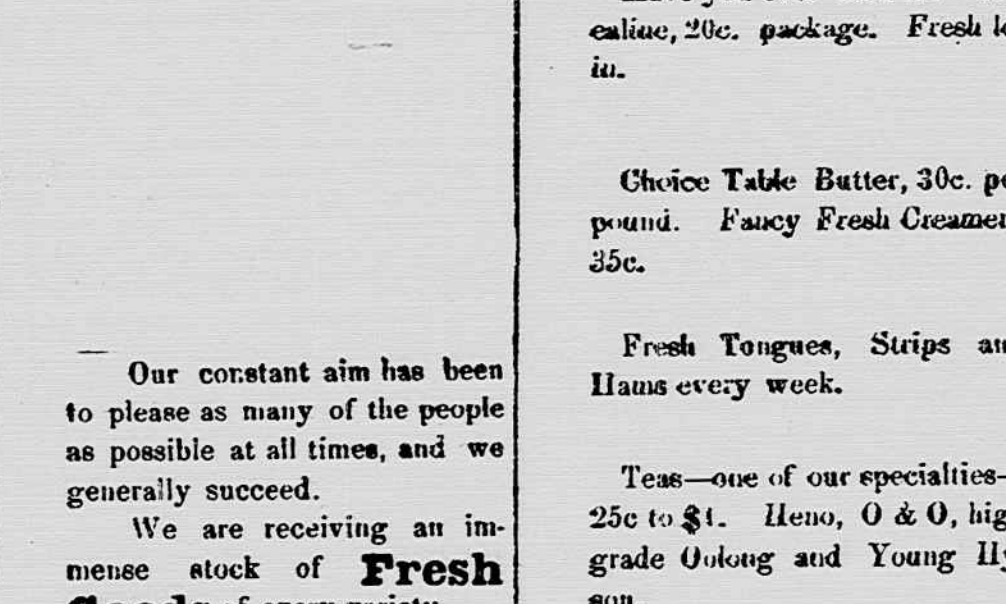 Our constant aim has been
to please as many of the people
as possible at all times, and we
generally succeed.
We are receiving an im-
mense stock of Fresh
ealine, 20c. package. Fresh
in.
Choice Table Butter, 30c.
pound. Fancy Fresh
35c.
Fresh Tongues, Strips
Hams every week.
Teas—one of our specialties—
25c to $1. Heno, O & O,
grade Oolong and Young
son